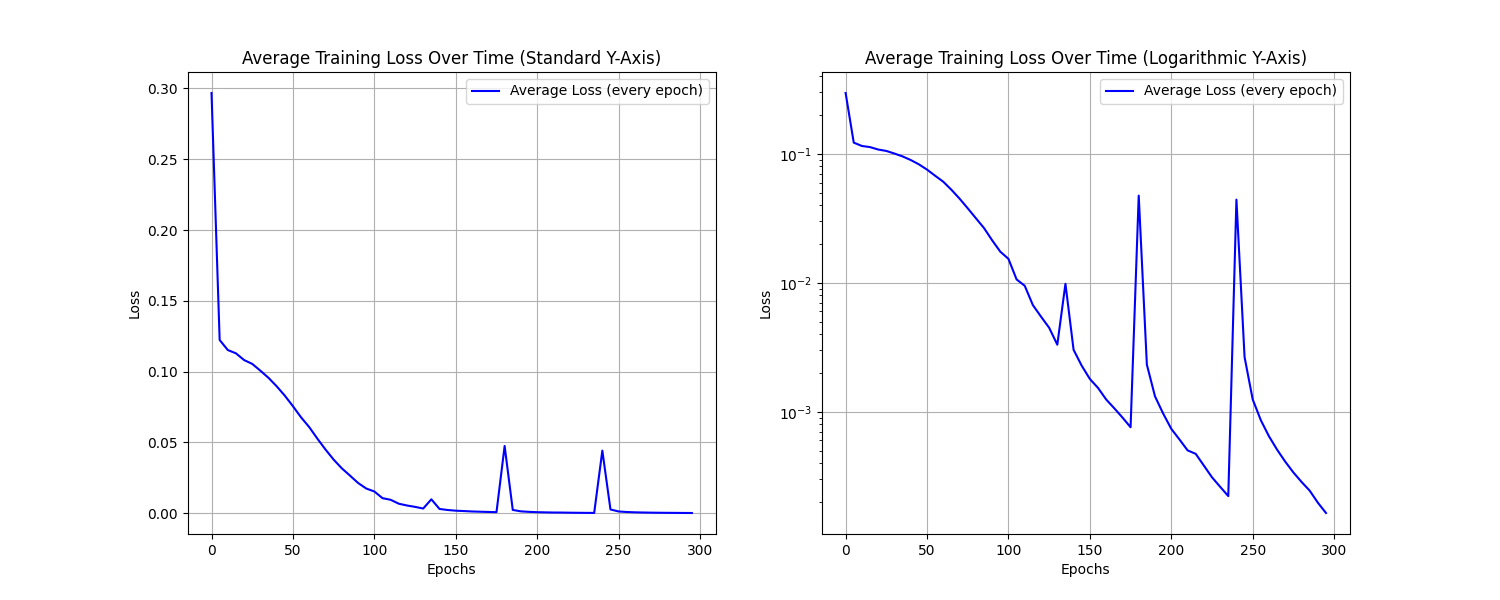 Average Training Loss Over Time (Standard Y-Axis)
Average Loss (every epoch)
0.30
0.25
0.20
0.15
0.10
0.05
0.00
Loss
0 50 100 150 200 250 300
Epochs
Average Training Loss Over Time (Logarithmic Y-Axis)
Average Loss (every epoch)
10⁻¹
10⁻²
10⁻³
Loss
0 50 100 150 200 250 300
Epochs